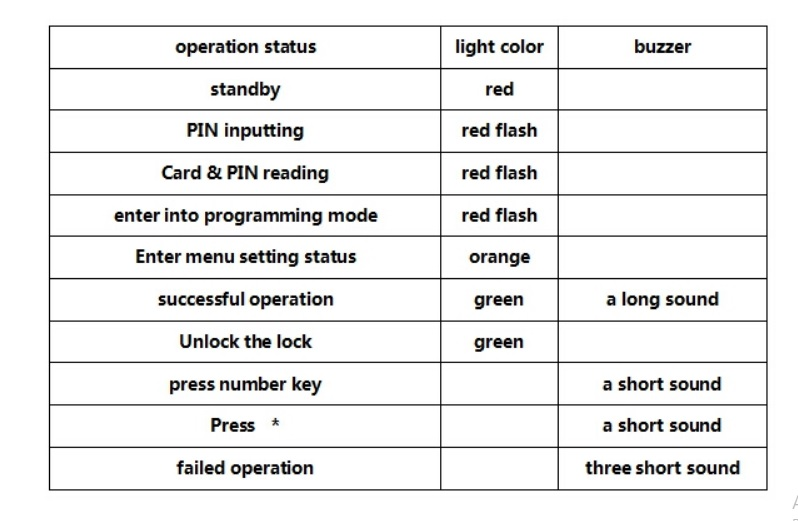 operation status light color buzzer
standby red
PIN inputting red flash
Card & PIN reading red flash
enter into programming mode red flash
Enter menu setting status orange
successful operation green a long sound
Unlock the lock green
press number key a short sound
Press * a short sound
failed operation three short sound